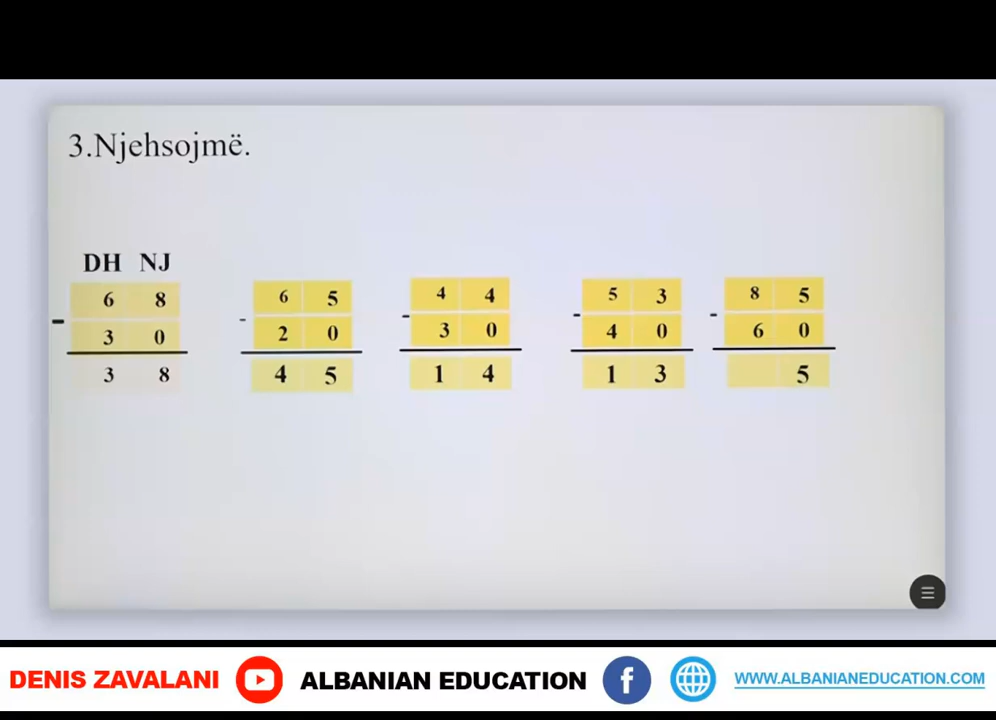 3.Njehsojmë.
DH NJ
6 8 6 5 4 4 5 3 8 5
- 3 0 - 2 0 - 3 0 - 4 0 - 6 0
3 8 4 5 1 4 1 3 5
DENIS ZAVALANI ALBANIAN EDUCATION f WWW.ALBANIANEDUCATION.COM